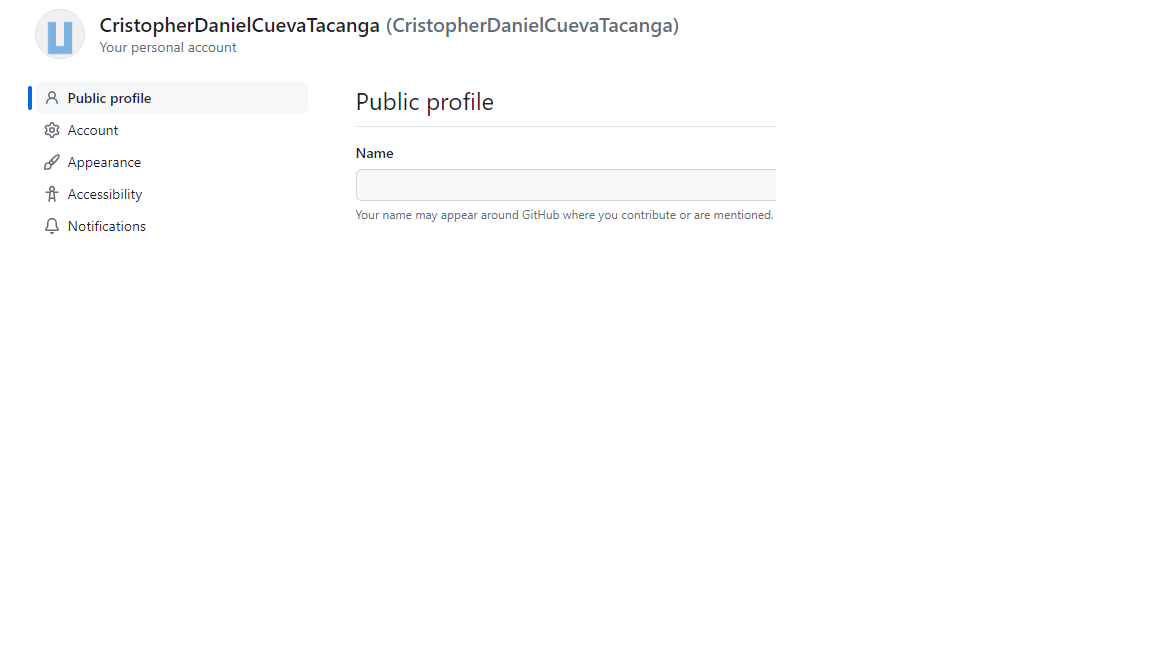 CristopherDanielCuevaTacanga (CristopherDanielCuevaTacanga)
Your personal account
Public profile
Account
Appearance
Accessibility
Notifications
Public profile
Name
Your name may appear around GitHub where you contribute or are mentioned.